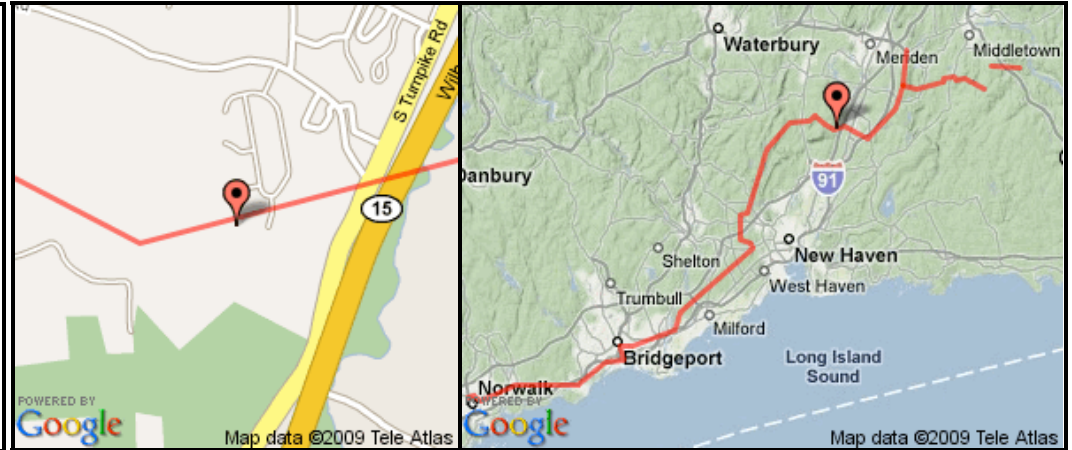 S Turnpike Rd
Wilb
15
POWERED BY
Google
Map data ©2009 Tele Atlas
Waterbury
Meriden
Middletown
Danbury
91
Shelton
New Haven
West Haven
Trumbull
Milford
Bridgeport
Long Island
Sound
Norwalk
POWERED BY
Google
Map data ©2009 Tele Atlas